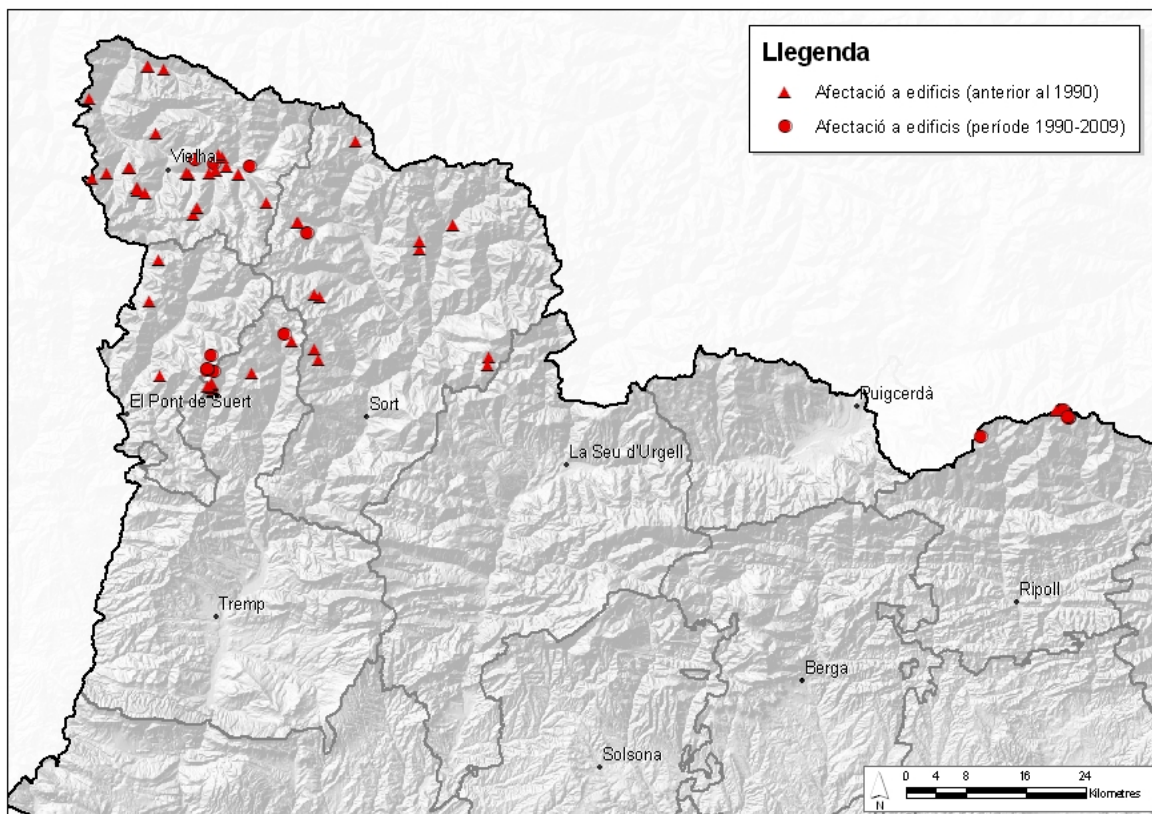 Llegenda
Afectació a edificis (anterior al 1990)
Afectació a edificis (període 1990-2009)
Vielha
El Pont de Suert
Sort
Puigcerdà
La Seu d'Urgell
Tremp
Ripoll
Berga
Solsona
0 4 8 16 24
Kilometres
N